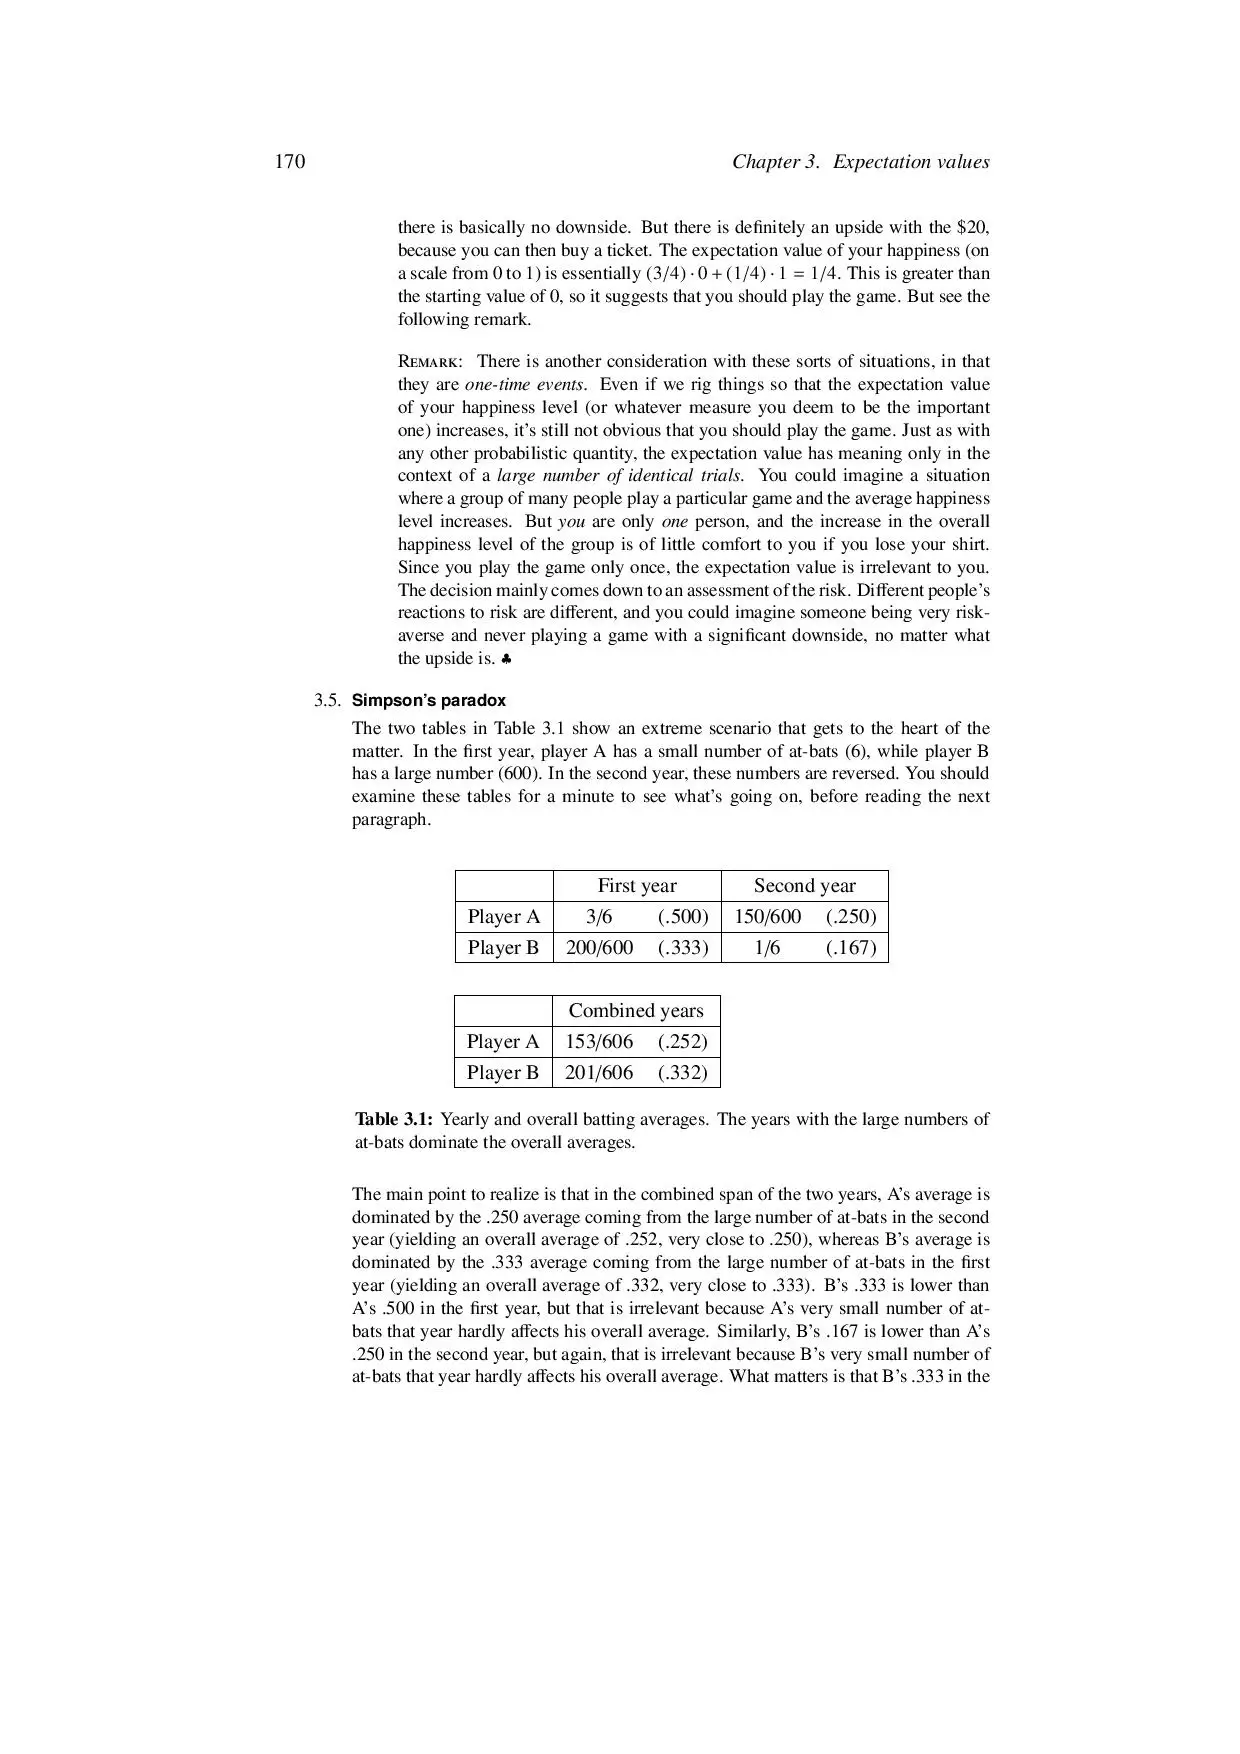 170 Chapter 3. Expectation values
there is basically no downside. But there is definitely an upside with the $20,
because you can then buy a ticket. The expectation value of your happiness (on
a scale from 0 to 1) is essentially (3/4) · 0 + (1/4) · 1 = 1/4. This is greater than
the starting value of 0, so it suggests that you should play the game. But see the
following remark.
Remark: There is another consideration with these sorts of situations, in that
they are one-time events. Even if we rig things so that the expectation value
of your happiness level (or whatever measure you deem to be the important
one) increases, it's still not obvious that you should play the game. Just as with
any other probabilistic quantity, the expectation value has meaning only in the
context of a large number of identical trials. You could imagine a situation
where a group of many people play a particular game and the average happiness
level increases. But you are only one person, and the increase in the overall
happiness level of the group is of little comfort to you if you lose your shirt.
Since you play the game only once, the expectation value is irrelevant to you.
The decision mainly comes down to an assessment of the risk. Different people's
reactions to risk are different, and you could imagine someone being very risk-
averse and never playing a game with a significant downside, no matter what
the upside is. ♣
3.5. Simpson's paradox
The two tables in Table 3.1 show an extreme scenario that gets to the heart of the
matter. In the first year, player A has a small number of at-bats (6), while player B
has a large number (600). In the second year, these numbers are reversed. You should
examine these tables for a minute to see what's going on, before reading the next
paragraph.
First year Second year
Player A 3/6 (.500) 150/600 (.250)
Player B 200/600 (.333) 1/6 (.167)
Combined years
Player A 153/606 (.252)
Player B 201/606 (.332)
Table 3.1: Yearly and overall batting averages. The years with the large numbers of
at-bats dominate the overall averages.
The main point to realize is that in the combined span of the two years, A's average is
dominated by the .250 average coming from the large number of at-bats in the second
year (yielding an overall average of .252, very close to .250), whereas B's average is
dominated by the .333 average coming from the large number of at-bats in the first
year (yielding an overall average of .332, very close to .333). B's .333 is lower than
A's .500 in the first year, but that is irrelevant because A's very small number of at-
bats that year hardly affects his overall average. Similarly, B's .167 is lower than A's
.250 in the second year, but again, that is irrelevant because B's very small number of
at-bats that year hardly affects his overall average. What matters is that B's .333 in the